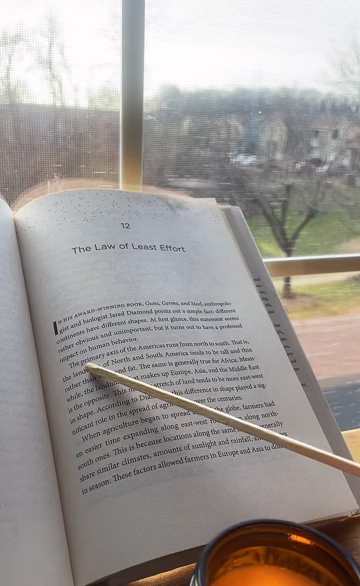 12
The Law of Least Effort
IN HIS AWARD-WINNING BOOK, Guns, Germs, and Steel, anthropolo-
gist and biologist Jared Diamond points out a simple fact: different
continents have different shapes. At first glance, this statement seems
rather obvious and unimportant, but it turns out to have a profound
impact on human behavior.
The primary axis of the Americas runs from north to south. That is,
the land of North and South America tends to be tall and thin
rather than and fat. The same is generally true for Africa. Mean-
while, the land makes up Europe, Asia, and the Middle East
is the opposite. This stretch of land tends to be more east-west
in shape. According to Diamond, this difference in shape played a sig-
nificant role in the spread of agriculture over the centuries.
When agriculture began to spread the globe, farmers had
an easier time expanding along east-west than along north-
south ones. This is because locations along the same generally
share similar climates, amounts of sunlight and rainfall, and
in season. These factors allowed farmers in Europe and Asia to